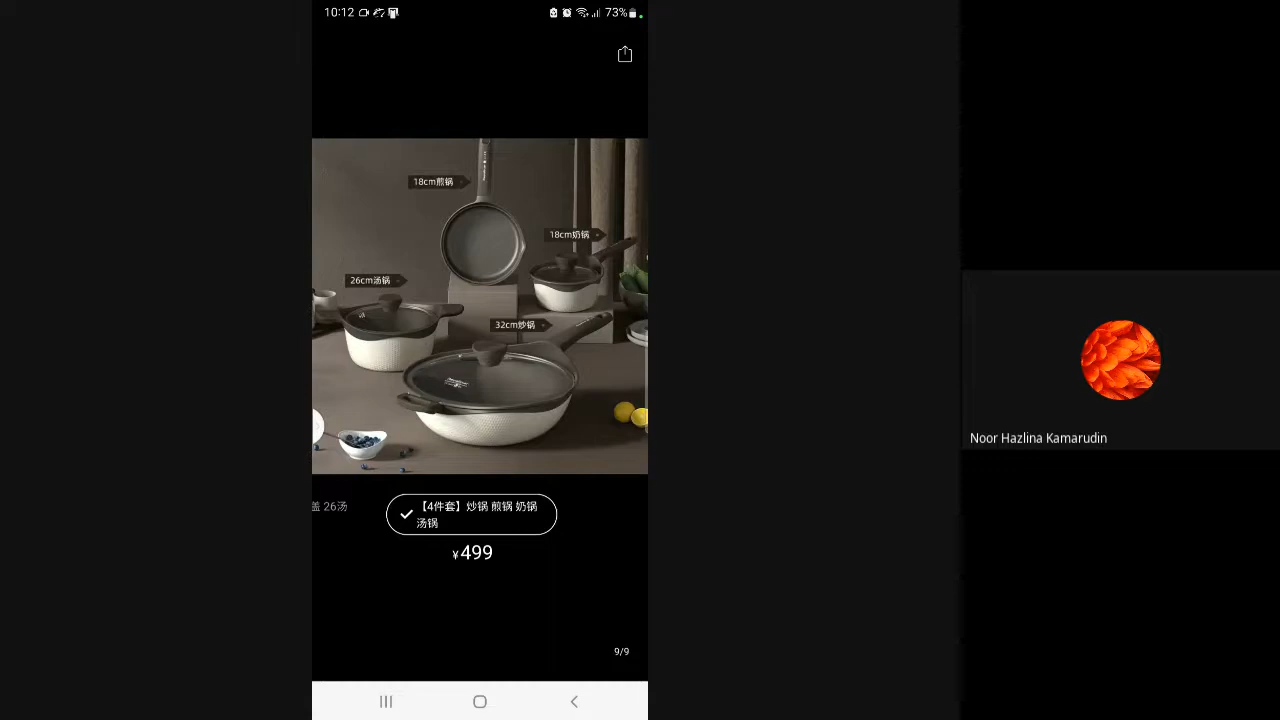 10:12
73%
18cm煎锅
18cm奶锅
26cm汤锅
32cm炒锅
盖 26汤
【4件套】炒锅 煎锅 奶锅
汤锅
¥499
9/9
Noor Hazlina Kamarudin